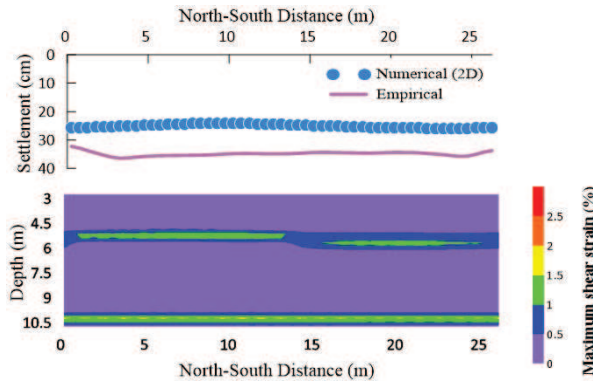 North-South Distance (m)
0 5 10 15 20 25
Settlement (cm)
0
10
20
30
40
Numerical (2D)
Empirical
Depth (m)
3
4.5
6
7.5
9
10.5
0 5 10 15 20 25
North-South Distance (m)
2.5
2
1.5
1
0.5
0
Maximum shear strain (%)